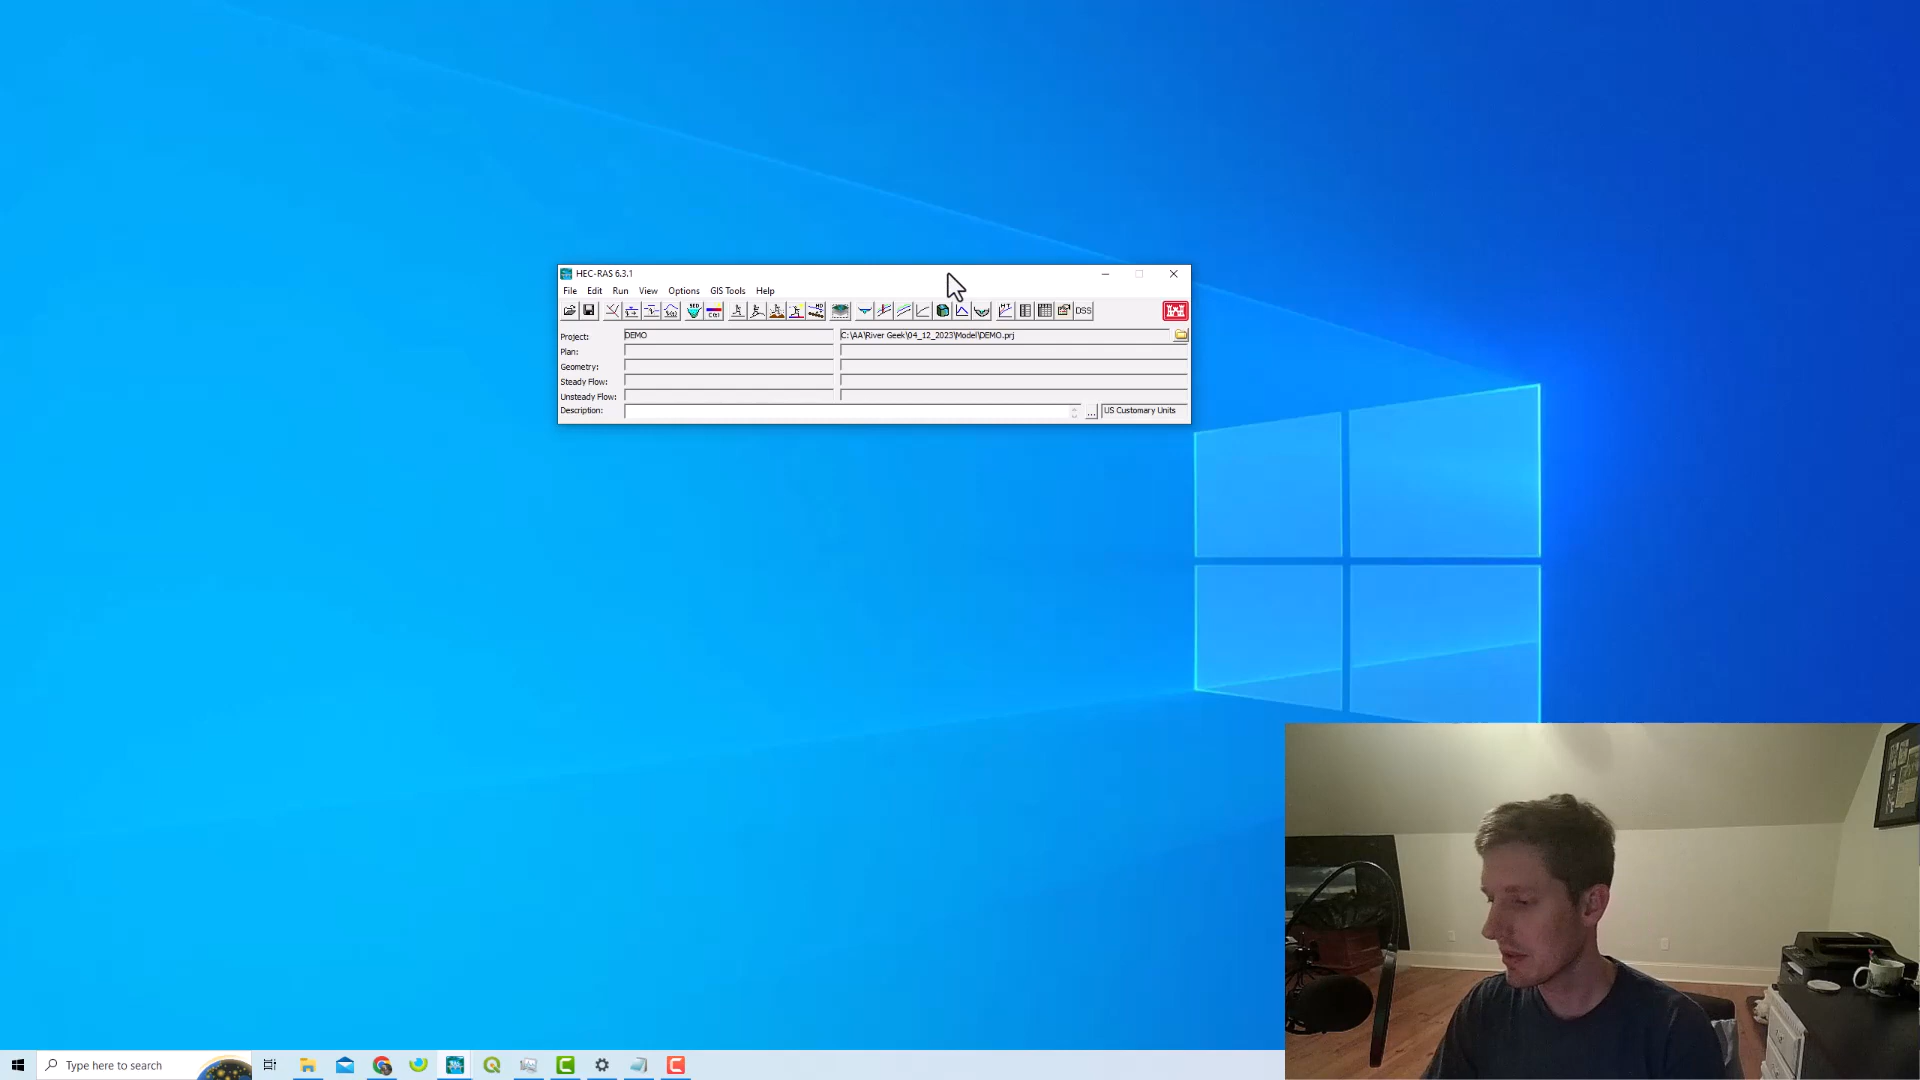 HEC-RAS 6.3.1
File Edit Run View Options GIS Tools Help
DSS
Project: DEMO C:\AA\River Geek\04_12_2023\Model\DEMO.prj
Plan:
Geometry:
Steady Flow:
Unsteady Flow:
Description: ... US Customary Units
Type here to search